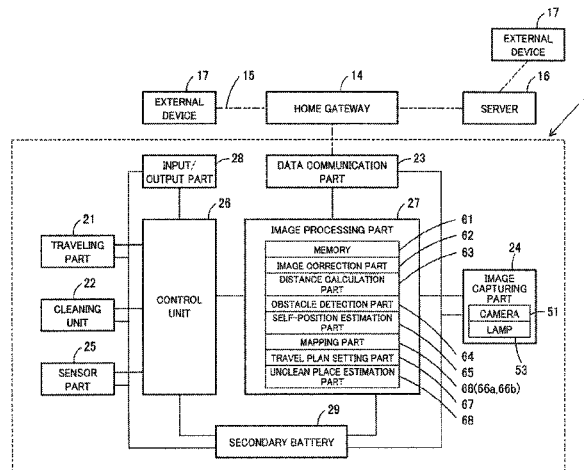 17
EXTERNAL
DEVICE
17
15
14
16
EXTERNAL
DEVICE
HOME GATEWAY
SERVER
28
23
INPUT/
OUTPUT PART
DATA COMMUNICATION
PART
26
27
61
21
IMAGE PROCESSING PART
62
TRAVELING
PART
MEMORY
63
IMAGE CORRECTION PART
24
22
DISTANCE CALCULATION
PART
IMAGE
CAPTURING
PART
CLEANING
UNIT
CONTROL
UNIT
OBSTACLE DETECTION PART
CAMERA
51
SELF-POSITION ESTIMATION
PART
LAMP
25
MAPPING PART
64
53
SENSOR
PART
TRAVEL PLAN SETTING PART
65
UNCLEAN PLACE ESTIMATION
PART
66(66a,66b)
67
29
68
SECONDARY BATTERY